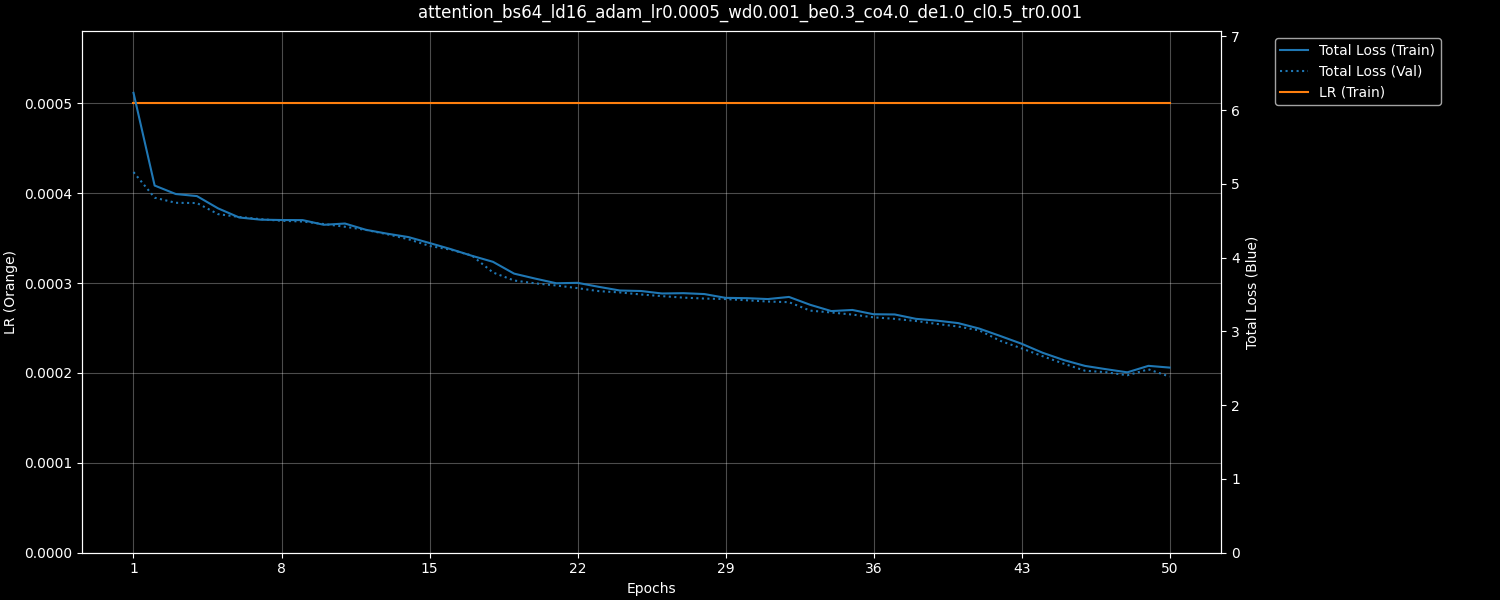 attention_bs64_ld16_adam_lr0.0005_wd0.001_be0.3_co4.0_de1.0_cl0.5_tr0.001
Total Loss (Train)
Total Loss (Val)
LR (Train)
LR (Orange)
0.0005
0.0004
0.0003
0.0002
0.0001
0.0000
7
6
5
4
3
2
1
0
Total Loss (Blue)
1 8 15 22 29 36 43 50
Epochs